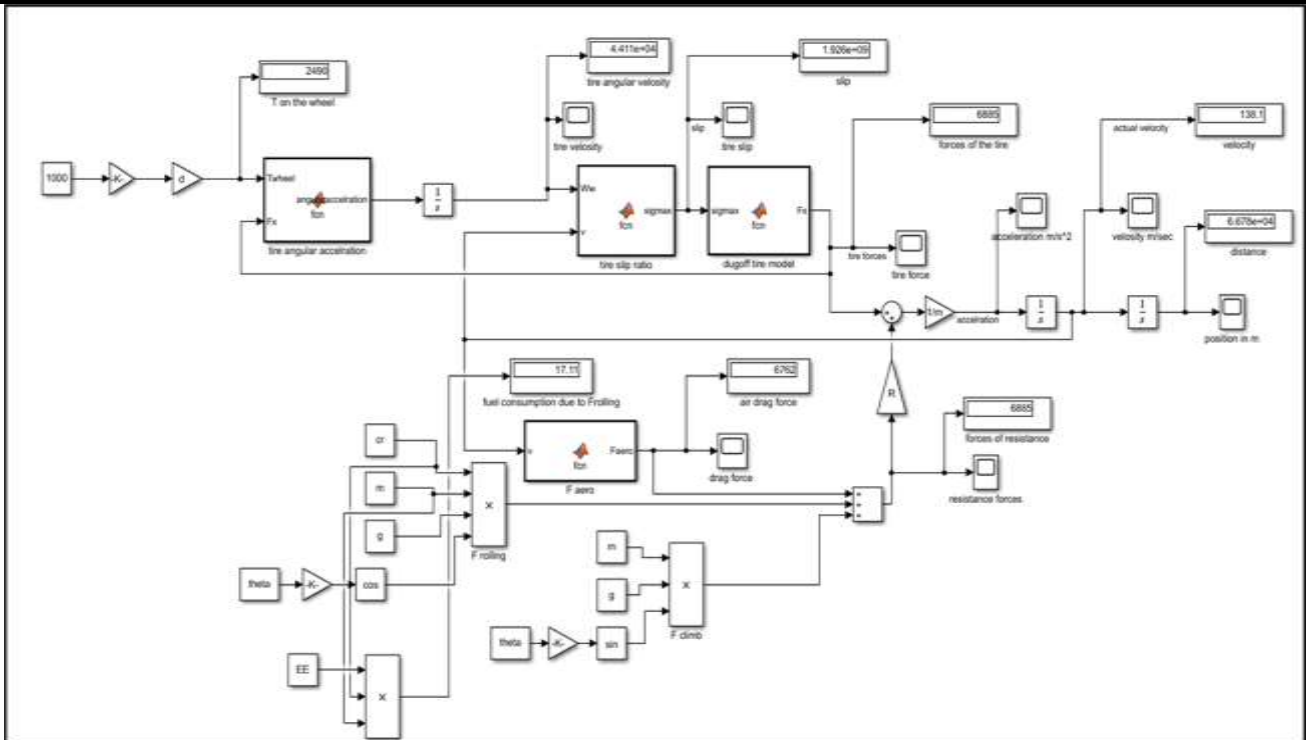 4.411e+04
tire angular velocity
1.926e+09
slip
2490
T on the wheel
6885
forces of the tire
actual velocity
138.1
velocity
slip
tire velocity
tire slip
1000
-K-
d
Twheel
Fx
angularaccelration
fcn
tire angular accelration
1
s
Ww
v
sigmax
fcn
tire slip ratio
sigmax
Fx
fcn
dugoff tire model
tire forces
tire force
acceleration m/s^2
velocity m/sec
6.678e+04
distance
1/m
accelration
1
s
1
s
position in m
17.11
fuel consumption due to Frolling
6762
air drag force
R
6885
forces of resistance
cr
v
Faero
fcn
F aero
drag force
resistance forces
m
g
×
F rolling
theta
-K-
cos
m
g
×
F climb
theta
-K-
sin
EE
×